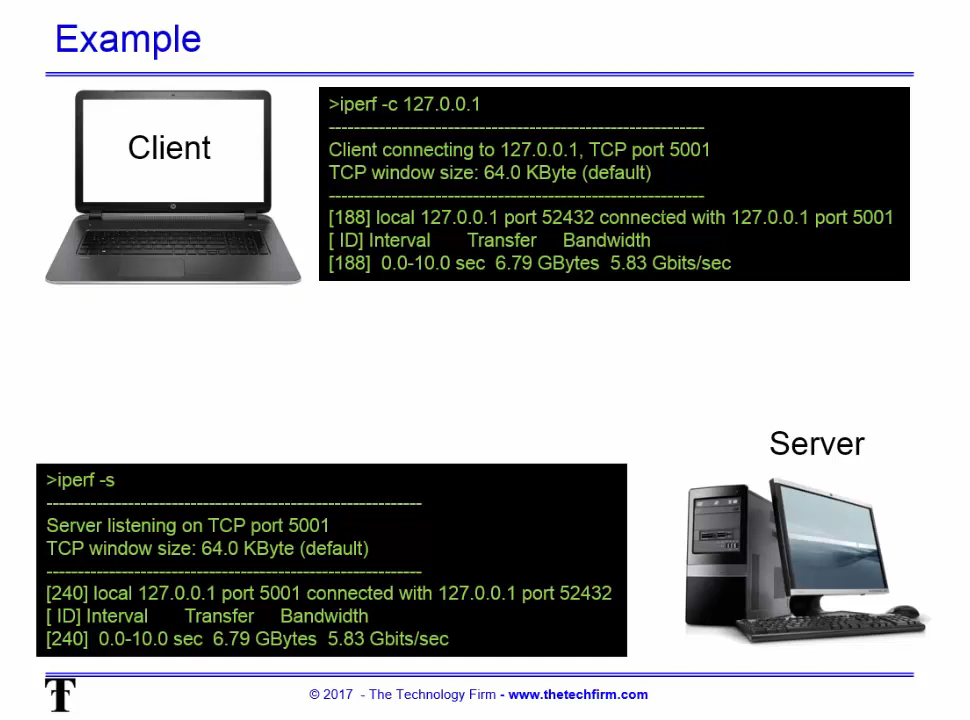 Example
Client
>iperf -c 127.0.0.1
------------------------------------------------------------
Client connecting to 127.0.0.1, TCP port 5001
TCP window size: 64.0 KByte (default)
------------------------------------------------------------
[188] local 127.0.0.1 port 52432 connected with 127.0.0.1 port 5001
[ ID] Interval Transfer Bandwidth
[188] 0.0-10.0 sec 6.79 GBytes 5.83 Gbits/sec
Server
>iperf -s
------------------------------------------------------------
Server listening on TCP port 5001
TCP window size: 64.0 KByte (default)
------------------------------------------------------------
[240] local 127.0.0.1 port 5001 connected with 127.0.0.1 port 52432
[ ID] Interval Transfer Bandwidth
[240] 0.0-10.0 sec 6.79 GBytes 5.83 Gbits/sec
T
© 2017 - The Technology Firm - www.thetechfirm.com